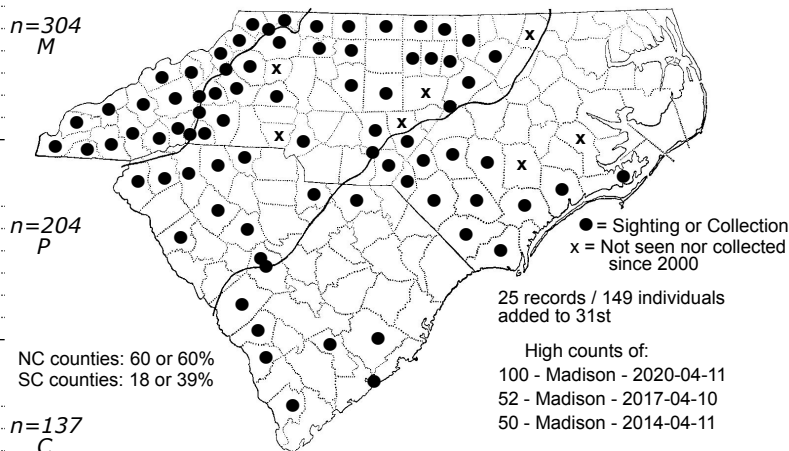 n=304
M
n=204
P
n=137
C
● = Sighting or Collection
x = Not seen nor collected
since 2000
25 records / 149 individuals
added to 31st
High counts of:
100 - Madison - 2020-04-11
52 - Madison - 2017-04-10
50 - Madison - 2014-04-11
NC counties: 60 or 60%
SC counties: 18 or 39%
x
x
x
x
x
x
x